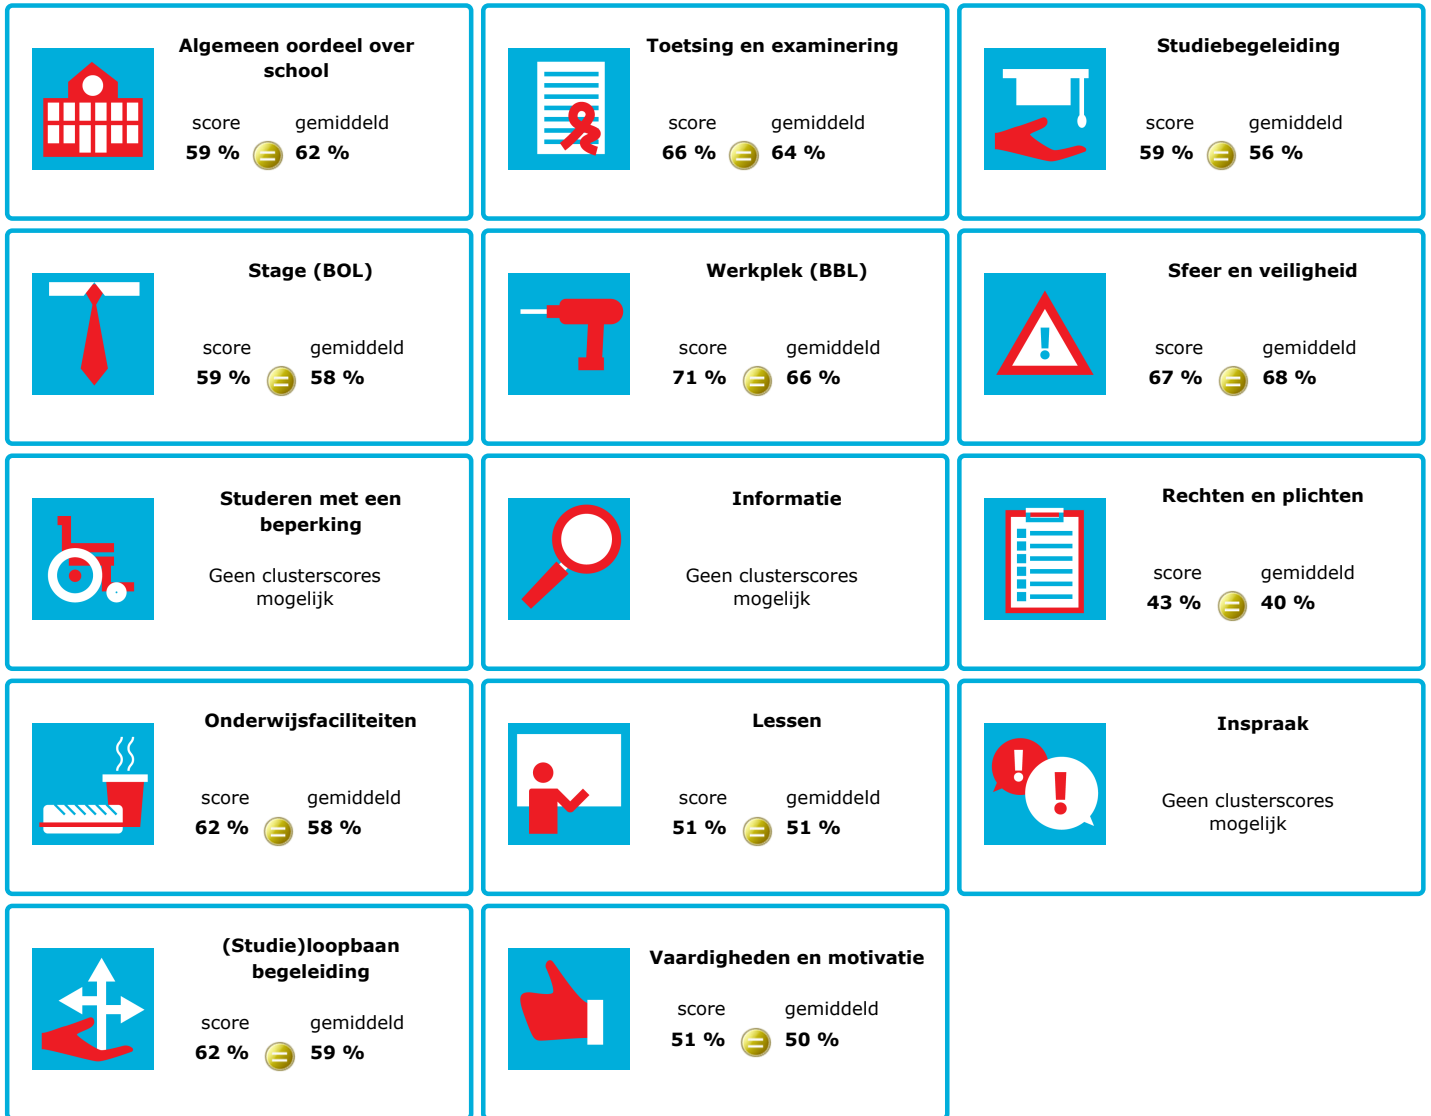 Algemeen oordeel over
school
score gemiddeld
59 % = 62 %
Toetsing en examinering
score gemiddeld
66 % = 64 %
Studiebegeleiding
score gemiddeld
59 % = 56 %
Stage (BOL)
score gemiddeld
59 % = 58 %
Werkplek (BBL)
score gemiddeld
71 % = 66 %
Sfeer en veiligheid
score gemiddeld
67 % = 68 %
Studeren met een
beperking
Geen clusterscores
mogelijk
Informatie
Geen clusterscores
mogelijk
Rechten en plichten
score gemiddeld
43 % = 40 %
Onderwijsfaciliteiten
score gemiddeld
62 % = 58 %
Lessen
score gemiddeld
51 % = 51 %
Inspraak
Geen clusterscores
mogelijk
(Studie)loopbaan
begeleiding
score gemiddeld
62 % = 59 %
Vaardigheden en motivatie
score gemiddeld
51 % = 50 %